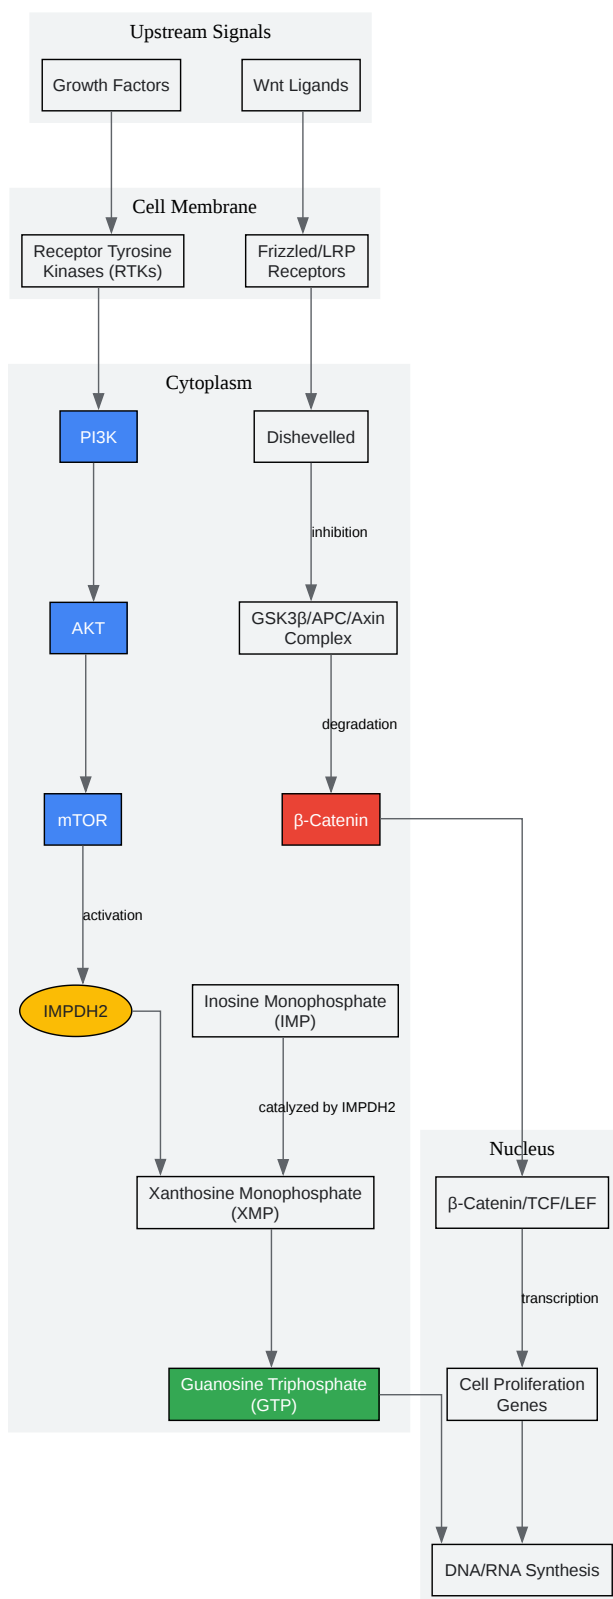 Upstream Signals
Growth Factors
Wnt Ligands
Cell Membrane
Receptor Tyrosine
Kinases (RTKs)
Frizzled/LRP
Receptors
Cytoplasm
PI3K
Dishevelled
inhibition
AKT
GSK3β/APC/Axin
Complex
degradation
mTOR
β-Catenin
activation
IMPDH2
Inosine Monophosphate
(IMP)
catalyzed by IMPDH2
Nucleus
Xanthosine Monophosphate
(XMP)
β-Catenin/TCF/LEF
transcription
Guanosine Triphosphate
(GTP)
Cell Proliferation
Genes
DNA/RNA Synthesis